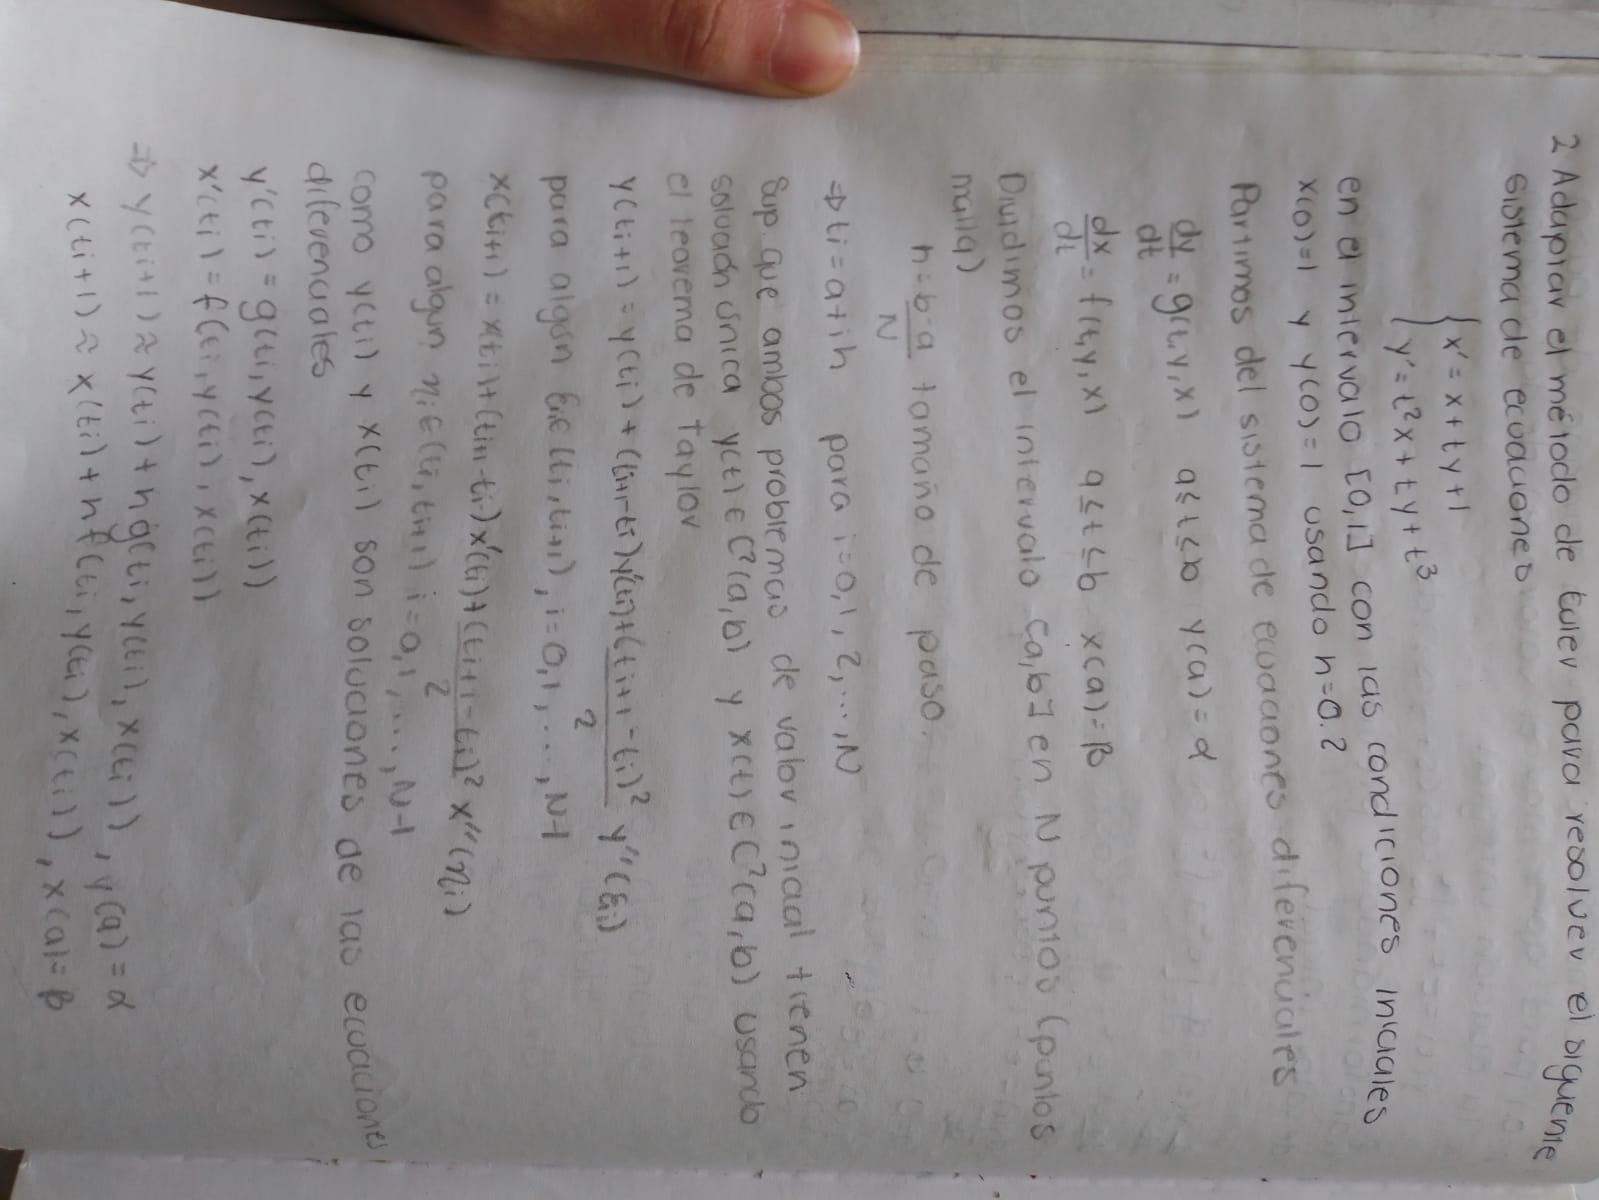 2 Adaptar el método de Euler para resolver el siguiente
sistema de ecuaciones
{ x' = x + ty + 1
{ y' = t²x + ty + t³
en el intervalo [0,1] con las condiciones iniciales
x(0)=1 y y(0)=1 usando h=0.2
Partimos del sistema de ecuaciones diferenciales
dy/dt = g(t,y,x) a≤t≤b y(a)=α
dx/dt = f(t,y,x) a≤t≤b x(a)=β
Dividimos el intervalo [a,b] en N puntos (puntos
malla)
h = b-a/N tamaño de paso.
⇒ ti = a+ih para i=0,1,2,...,N
Sup. que ambos problemas de valor inicial tienen
solución única y(t) ∈ C²(a,b) y x(t) ∈ C²(a,b) usando
el teorema de Taylor
y(ti+1) = y(ti) + (ti+1-ti)y'(ti) + (ti+1-ti)²/2 y''(ξi)
para algún ξi∈(ti,ti+1), i=0,1,...,N-1
x(ti+1) = x(ti) + (ti+1-ti)x'(ti) + (ti+1-ti)²/2 x''(ηi)
para algun ηi∈(ti,ti+1) i=0,1,...,N-1
como y(ti) y x(ti) son soluciones de las ecuaciones
diferenciales
y'(ti) = g(ti,y(ti),x(ti))
x'(ti) = f(ti,y(ti),x(ti))
⇒ y(ti+1) ≈ y(ti) + hg(ti,y(ti),x(ti)), y(a)=α
x(ti+1) ≈ x(ti) + hf(ti,y(ti),x(ti)), x(a)=β